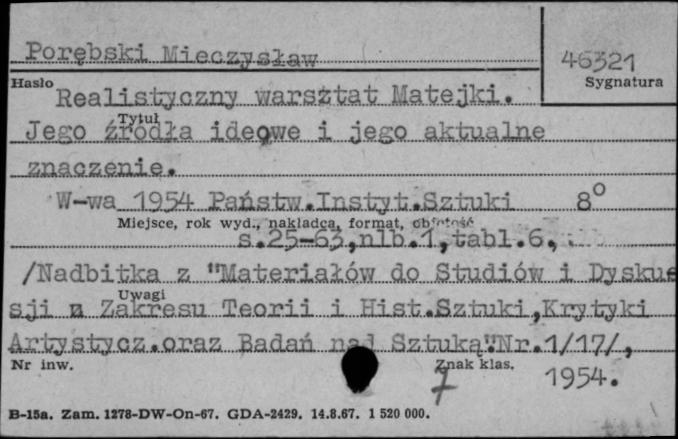 Porębski Mieczysław
46321
Hasło
Sygnatura
Realistyczny warsztat Matejki.
Tytuł
Jego źródła ideowe i jego aktualne
znaczenie.
W-wa 1954 Państw.Instyt.Sztuki 8°
Miejsce, rok wyd., nakładca, format, objętość
s.25-63,nlb.1,tabl.6.,
/Nadbitka z "Materiałów do Studiów i Dysku
sji z Zakresu Teorii i Hist.Sztuki,Krytyki
Uwagi
Artystycz.oraz Badań nad Sztuką".Nr.1/17/,
Nr inw.
Znak klas.
7
1954.
B-15a. Zam. 1278-DW-On-67. GDA-2429. 14.8.67. 1 520 000.